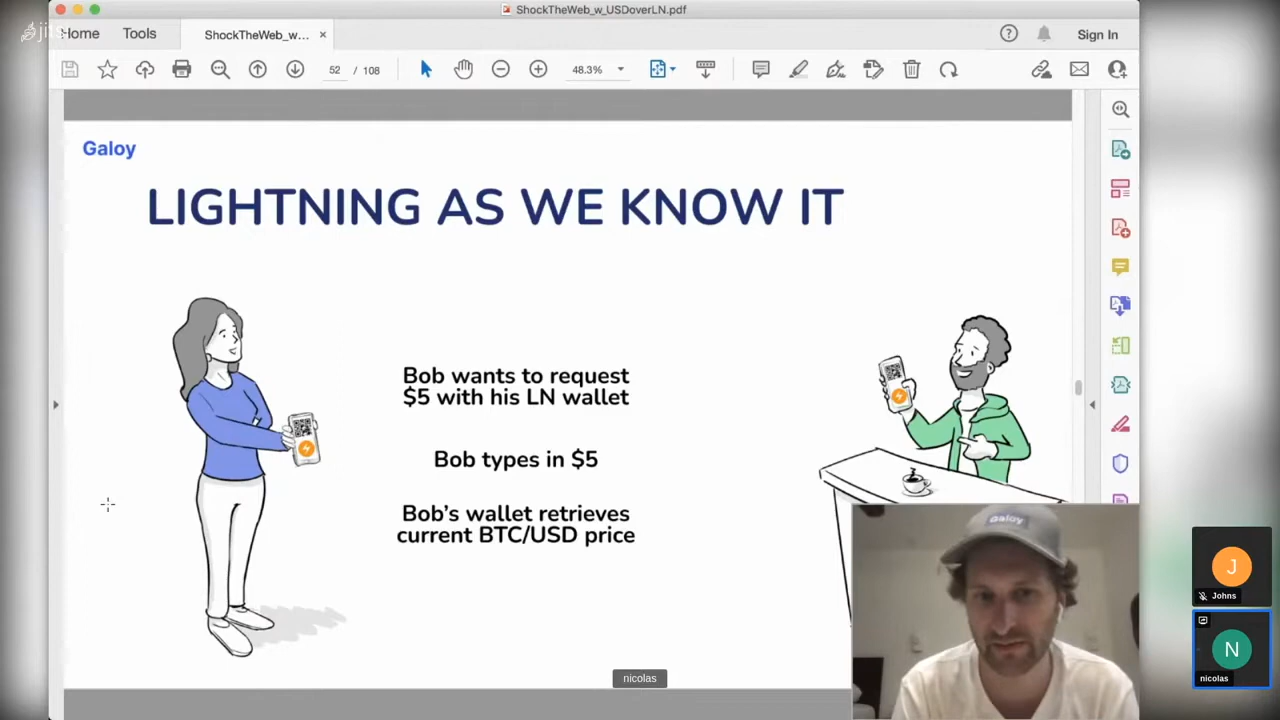 ShockTheWeb_w_USDoverLN.pdf
jits
Home
Tools
ShockTheWeb_w...
Sign In
52 / 108
48.3%
Galoy
LIGHTNING AS WE KNOW IT
Bob wants to request
$5 with his LN wallet
Bob types in $5
Bob's wallet retrieves
current BTC/USD price
Galoy
J
Johns
N
nicolas
nicolas